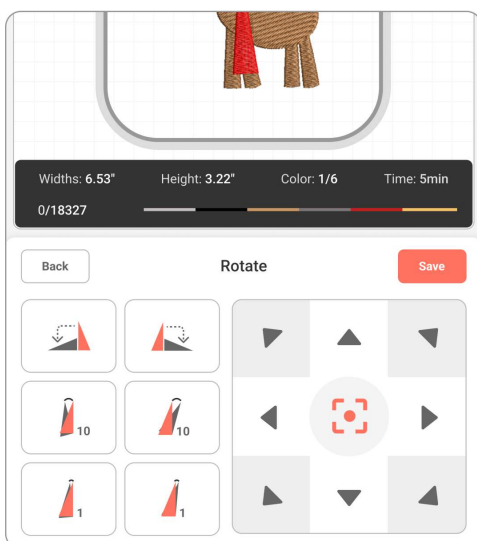 Widths: 6.53" Height: 3.22" Color: 1/6 Time: 5min
0/18327
Back Rotate Save
10 10
1 1